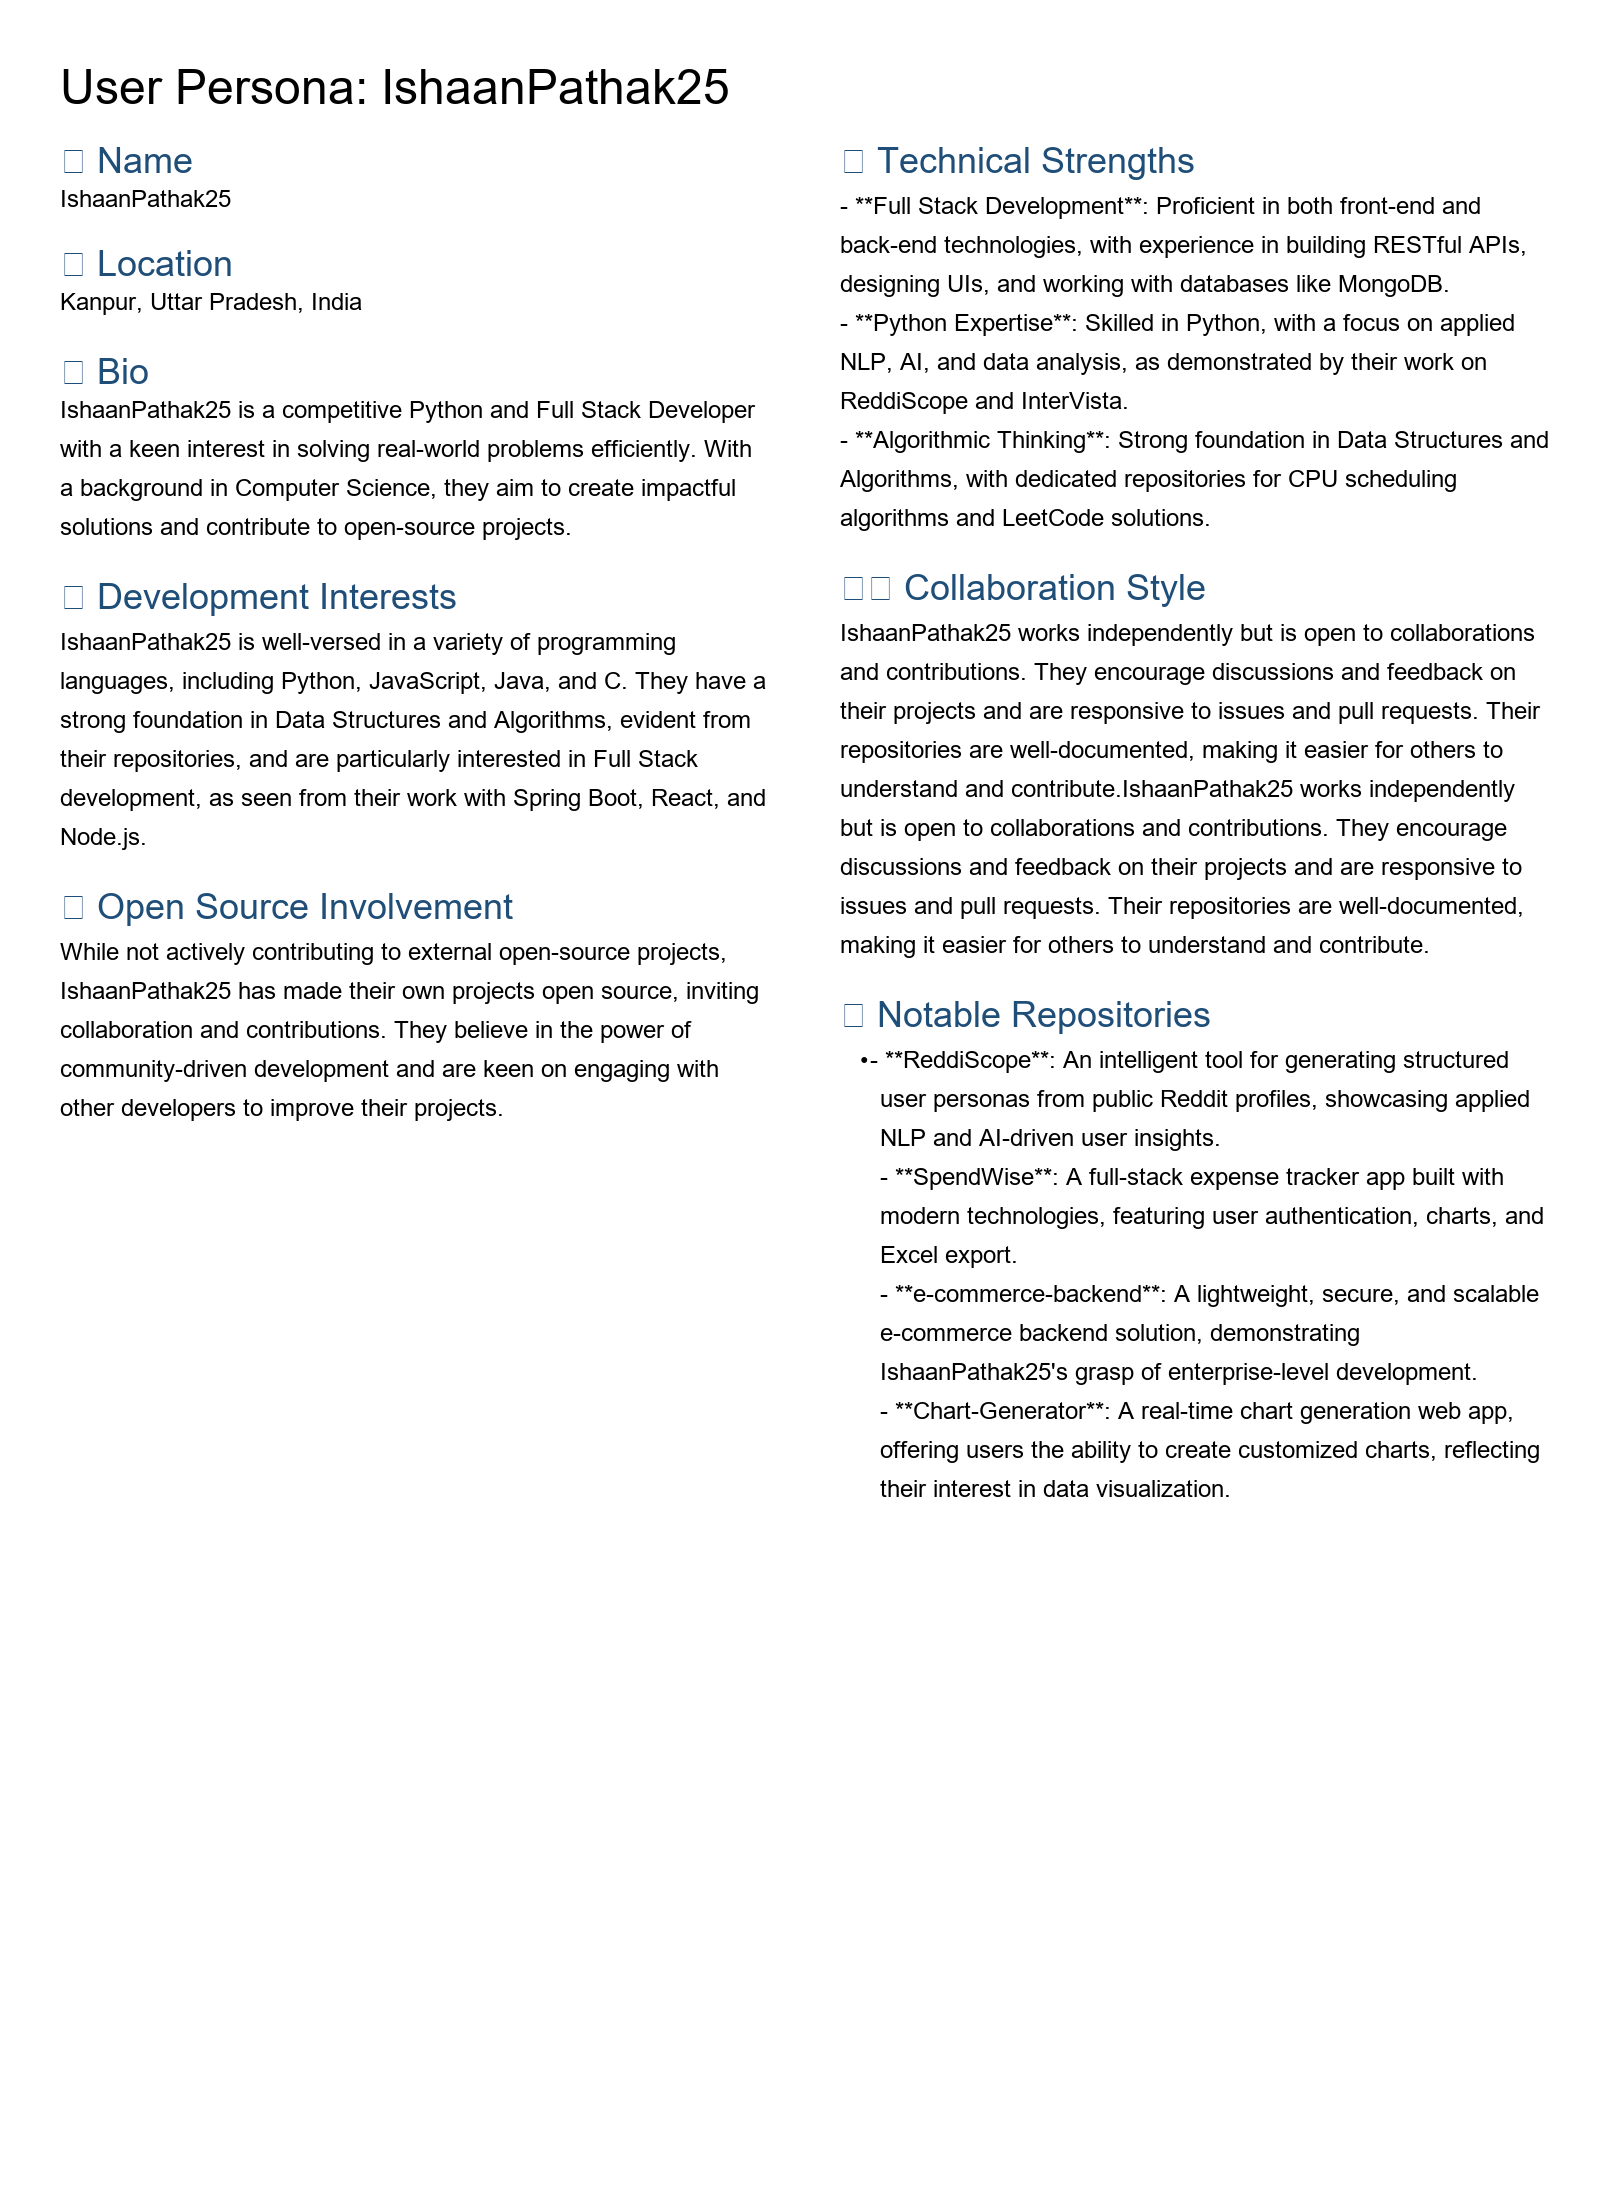 User Persona: IshaanPathak25
Name
IshaanPathak25
Location
Kanpur, Uttar Pradesh, India
Bio
IshaanPathak25 is a competitive Python and Full Stack Developer
with a keen interest in solving real-world problems efficiently. With
a background in Computer Science, they aim to create impactful
solutions and contribute to open-source projects.
Development Interests
IshaanPathak25 is well-versed in a variety of programming
languages, including Python, JavaScript, Java, and C. They have a
strong foundation in Data Structures and Algorithms, evident from
their repositories, and are particularly interested in Full Stack
development, as seen from their work with Spring Boot, React, and
Node.js.
Open Source Involvement
While not actively contributing to external open-source projects,
IshaanPathak25 has made their own projects open source, inviting
collaboration and contributions. They believe in the power of
community-driven development and are keen on engaging with
other developers to improve their projects.
Technical Strengths
- **Full Stack Development**: Proficient in both front-end and
back-end technologies, with experience in building RESTful APIs,
designing UIs, and working with databases like MongoDB.
- **Python Expertise**: Skilled in Python, with a focus on applied
NLP, AI, and data analysis, as demonstrated by their work on
ReddiScope and InterVista.
- **Algorithmic Thinking**: Strong foundation in Data Structures and
Algorithms, with dedicated repositories for CPU scheduling
algorithms and LeetCode solutions.
Collaboration Style
IshaanPathak25 works independently but is open to collaborations
and contributions. They encourage discussions and feedback on
their projects and are responsive to issues and pull requests. Their
repositories are well-documented, making it easier for others to
understand and contribute.IshaanPathak25 works independently
but is open to collaborations and contributions. They encourage
discussions and feedback on their projects and are responsive to
issues and pull requests. Their repositories are well-documented,
making it easier for others to understand and contribute.
Notable Repositories
•- **ReddiScope**: An intelligent tool for generating structured
user personas from public Reddit profiles, showcasing applied
NLP and AI-driven user insights.
- **SpendWise**: A full-stack expense tracker app built with
modern technologies, featuring user authentication, charts, and
Excel export.
- **e-commerce-backend**: A lightweight, secure, and scalable
e-commerce backend solution, demonstrating
IshaanPathak25's grasp of enterprise-level development.
- **Chart-Generator**: A real-time chart generation web app,
offering users the ability to create customized charts, reflecting
their interest in data visualization.